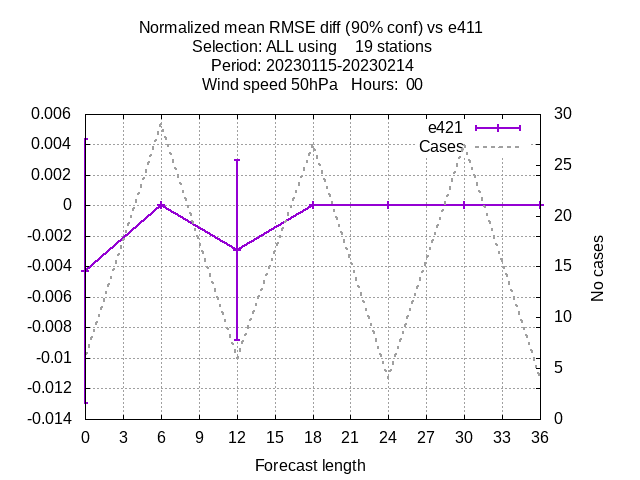 Normalized mean RMSE diff (90% conf) vs e411
Selection: ALL using    19 stations
Period: 20230115-20230214
Wind speed 50hPa   Hours:  00
0.006
0.004
0.002
0
-0.002
-0.004
-0.006
-0.008
-0.01
-0.012
-0.014
e421
Cases
30
25
20
15
10
5
0
No cases
0 3 6 9 12 15 18 21 24 27 30 33 36
Forecast length